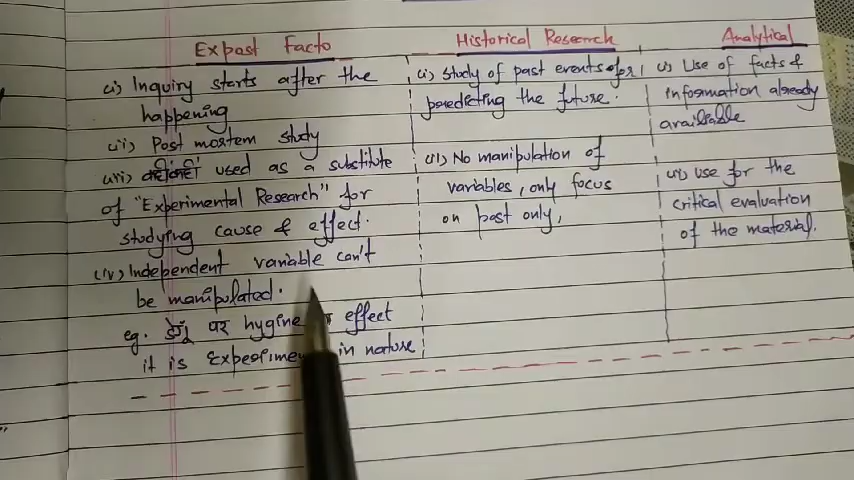 Expast Facto
(i) Inquiry starts after the
happening
(ii) Post mortem study
(iii) used as a substitute
of "Experimental Research" for
studying cause & effect.
(iv) Independent variable can't
be manipulated.
eg. डेंगू पर hygine effect
it is in nature
Historical Research
(i) Study of past events for
predicting the future.
(ii) No manipulation of
variables, only focus
on past only,
Analytical
(i) Use of facts &
information already
available
(ii) use for the
critical evaluation
of the material.